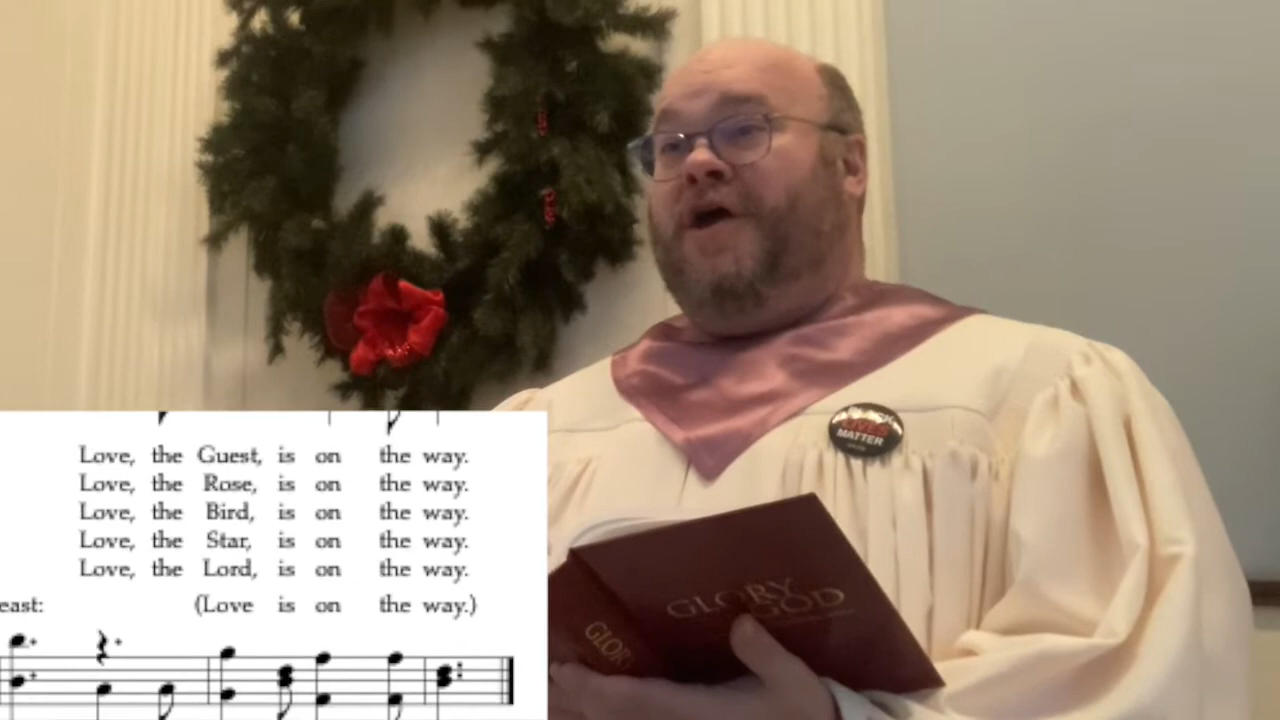 Love, the Guest, is on the way.
Love, the Rose, is on the way.
Love, the Bird, is on the way.
Love, the Star, is on the way.
Love, the Lord, is on the way.
east: (Love is on the way.)
LIVES
MATTER
GLORY
GOD
GLORY